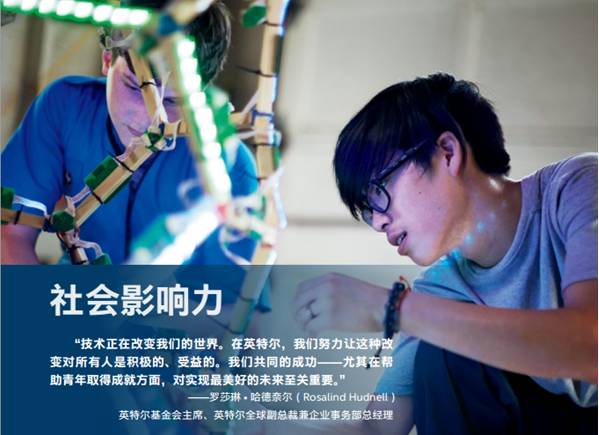 社会影响力
“技术正在改变我们的世界。在英特尔，我们努力让这种改
变对所有人是积极的、受益的。我们共同的成功——尤其在帮
助青年取得成就方面，对实现最美好的未来至关重要。”
——罗莎琳•哈德奈尔 ( Rosalind Hudnell )
英特尔基金会主席、英特尔全球副总裁兼企业事务部总经理